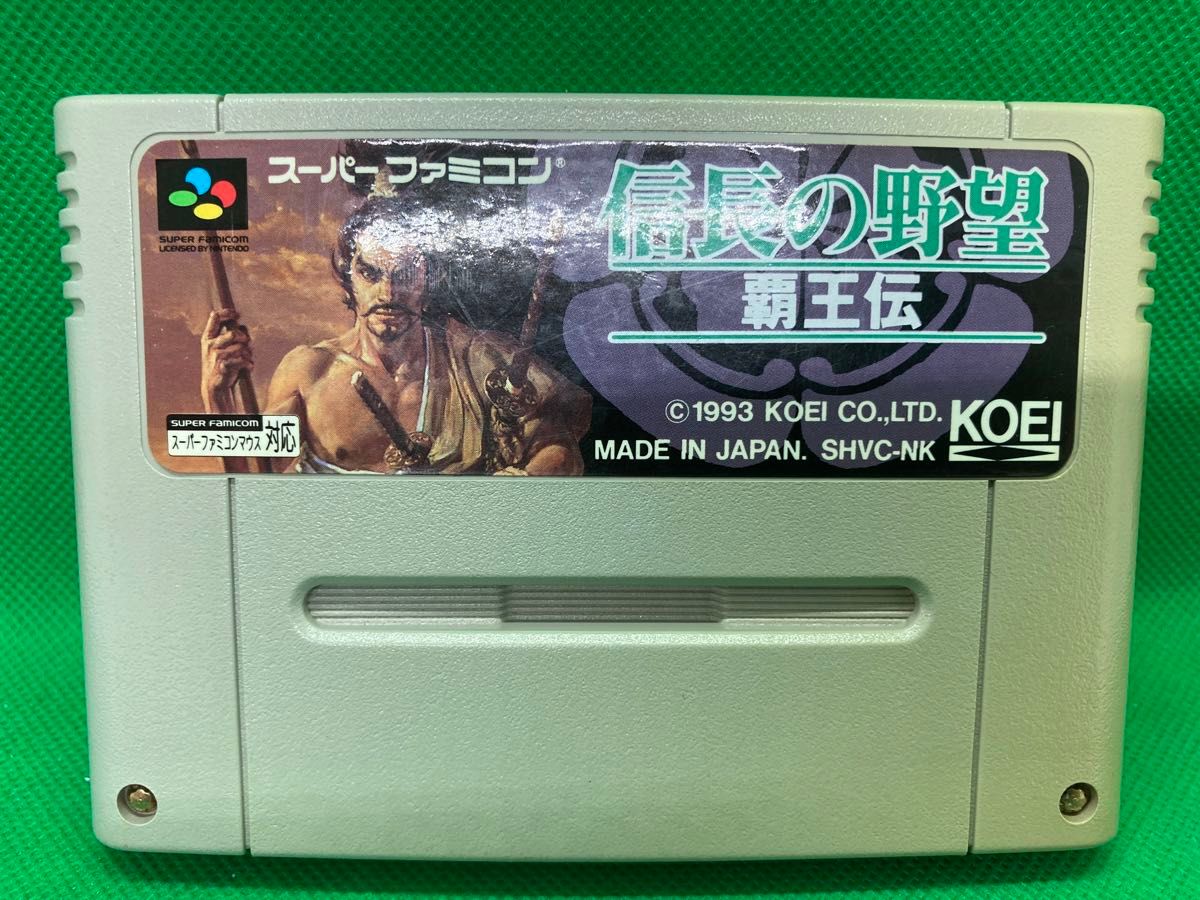 スーパーファミコン®
SUPER FAMICOM
LICENSED BY NINTENDO
信長の野望
覇王伝
SUPER FAMICOM
スーパーファミコンマウス 対応
©1993 KOEI CO.,LTD.
MADE IN JAPAN. SHVC-NK
KOEI